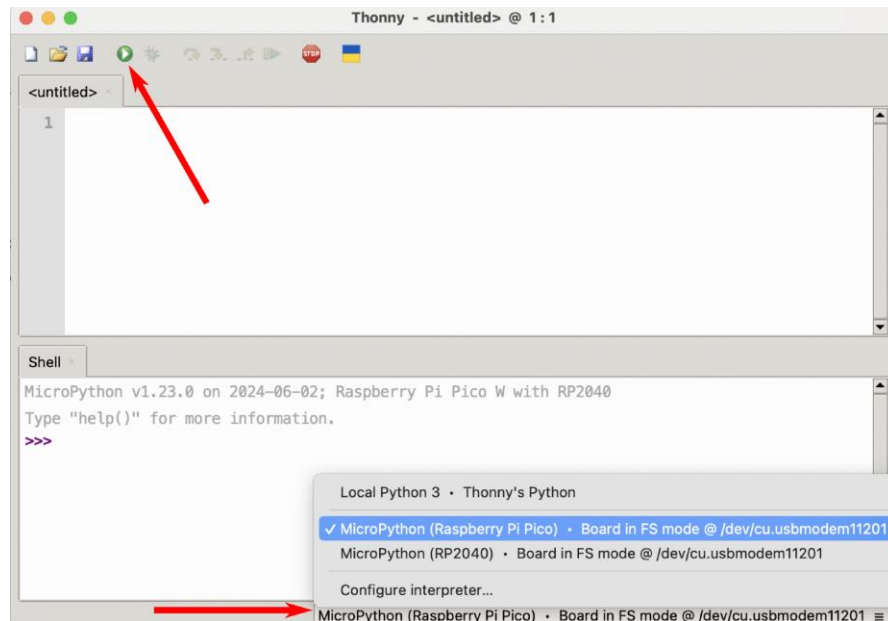 Thonny - <untitled> @ 1:1
STOP
<untitled> ×
1
Shell ×
MicroPython v1.23.0 on 2024-06-02; Raspberry Pi Pico W with RP2040
Type "help()" for more information.
>>>
Local Python 3 • Thonny's Python
✓ MicroPython (Raspberry Pi Pico) • Board in FS mode @ /dev/cu.usbmodem11201
MicroPython (RP2040) • Board in FS mode @ /dev/cu.usbmodem11201
Configure interpreter...
MicroPython (Raspberry Pi Pico) • Board in FS mode @ /dev/cu.usbmodem11201 ≡